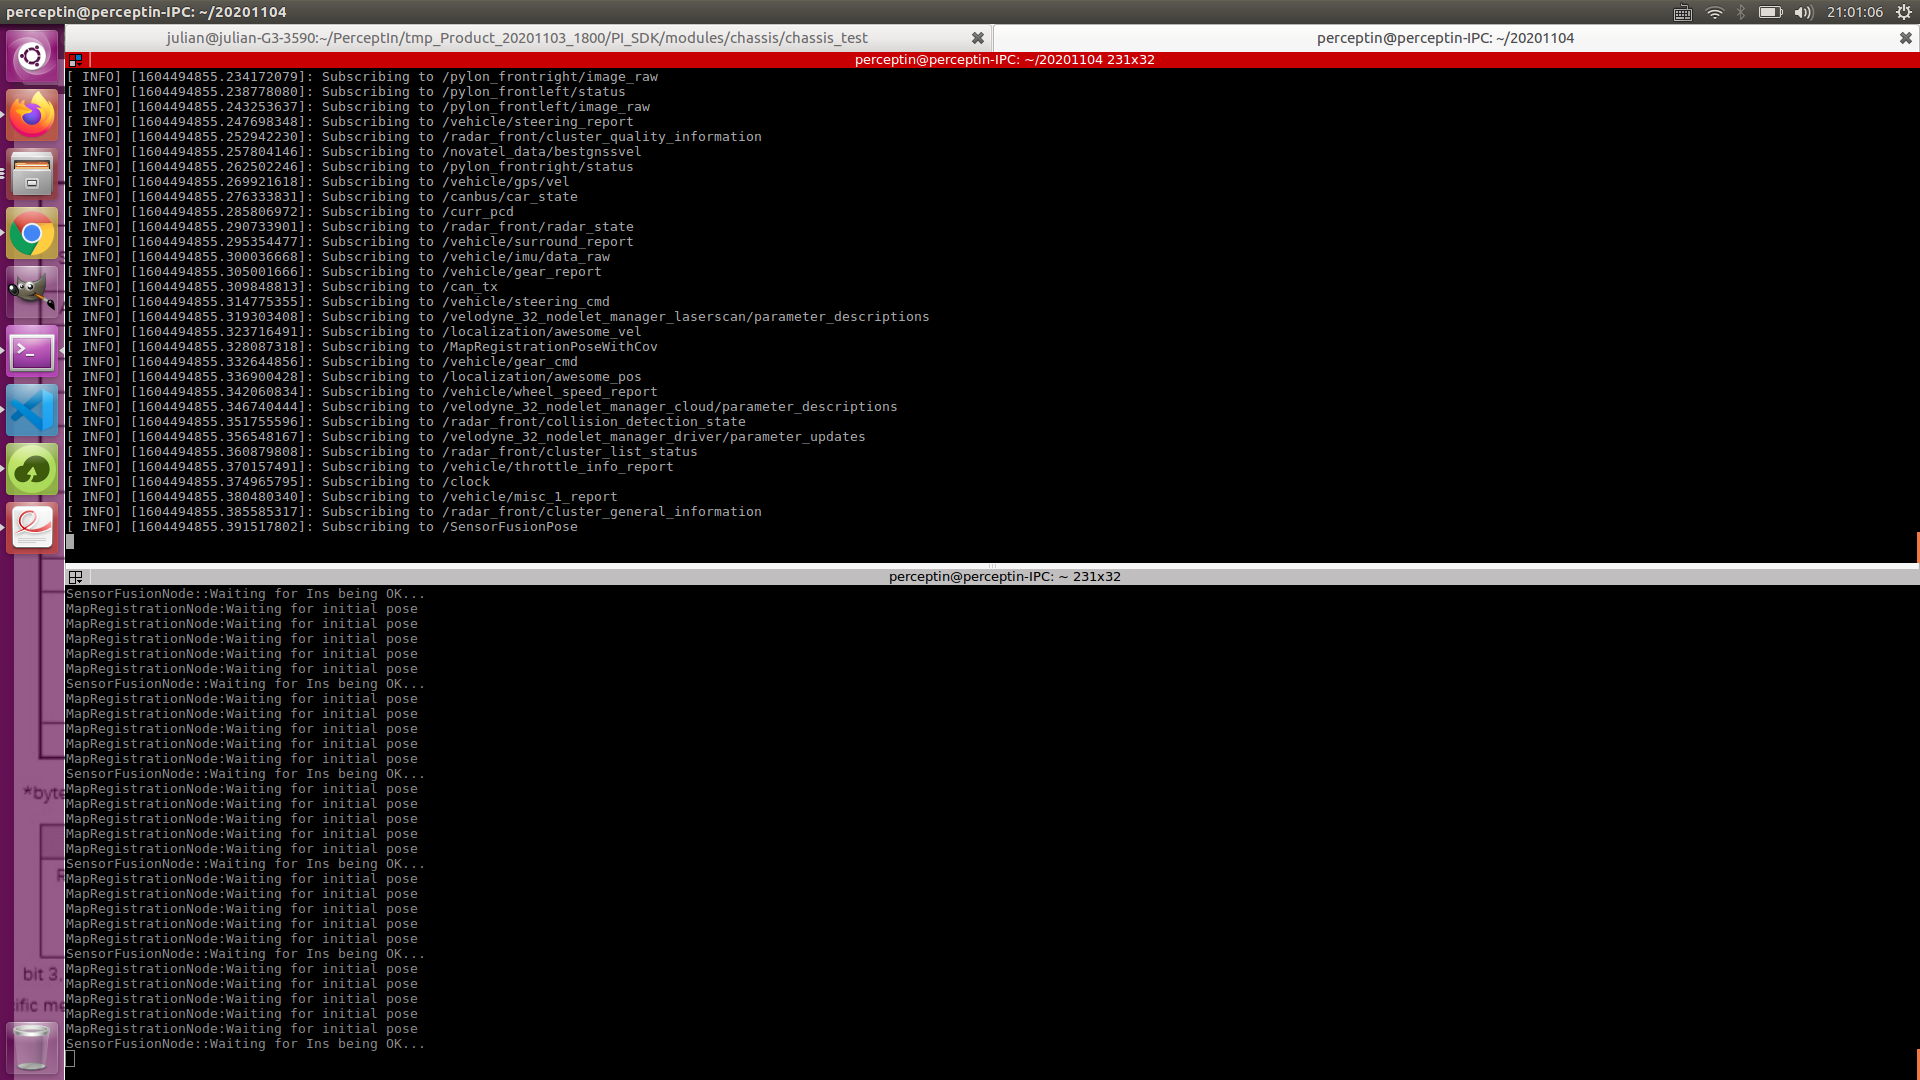 perceptin@perceptin-IPC: ~/20201104
21:01:06
julian@julian-G3-3590:~/PerceptIn/tmp_Product_20201103_1800/PI_SDK/modules/chassis/chassis_test
perceptin@perceptin-IPC: ~/20201104
perceptin@perceptin-IPC: ~/20201104 231x32
[ INFO] [1604494855.234172079]: Subscribing to /pylon_frontright/image_raw
[ INFO] [1604494855.238778080]: Subscribing to /pylon_frontleft/status
[ INFO] [1604494855.243253637]: Subscribing to /pylon_frontleft/image_raw
[ INFO] [1604494855.247698348]: Subscribing to /vehicle/steering_report
[ INFO] [1604494855.252942230]: Subscribing to /radar_front/cluster_quality_information
[ INFO] [1604494855.257804146]: Subscribing to /novatel_data/bestgnssvel
[ INFO] [1604494855.262502246]: Subscribing to /pylon_frontright/status
[ INFO] [1604494855.269921618]: Subscribing to /vehicle/gps/vel
[ INFO] [1604494855.276333831]: Subscribing to /canbus/car_state
[ INFO] [1604494855.285806972]: Subscribing to /curr_pcd
[ INFO] [1604494855.290733901]: Subscribing to /radar_front/radar_state
[ INFO] [1604494855.295354477]: Subscribing to /vehicle/surround_report
[ INFO] [1604494855.300036668]: Subscribing to /vehicle/imu/data_raw
[ INFO] [1604494855.305001666]: Subscribing to /vehicle/gear_report
[ INFO] [1604494855.309848813]: Subscribing to /can_tx
[ INFO] [1604494855.314775355]: Subscribing to /vehicle/steering_cmd
[ INFO] [1604494855.319303408]: Subscribing to /velodyne_32_nodelet_manager_laserscan/parameter_descriptions
[ INFO] [1604494855.323716491]: Subscribing to /localization/awesome_vel
[ INFO] [1604494855.328087318]: Subscribing to /MapRegistrationPoseWithCov
[ INFO] [1604494855.332644856]: Subscribing to /vehicle/gear_cmd
[ INFO] [1604494855.336900428]: Subscribing to /localization/awesome_pos
[ INFO] [1604494855.342060834]: Subscribing to /vehicle/wheel_speed_report
[ INFO] [1604494855.346740444]: Subscribing to /velodyne_32_nodelet_manager_cloud/parameter_descriptions
[ INFO] [1604494855.351755596]: Subscribing to /radar_front/collision_detection_state
[ INFO] [1604494855.356548167]: Subscribing to /velodyne_32_nodelet_manager_driver/parameter_updates
[ INFO] [1604494855.360879808]: Subscribing to /radar_front/cluster_list_status
[ INFO] [1604494855.370157491]: Subscribing to /vehicle/throttle_info_report
[ INFO] [1604494855.374965795]: Subscribing to /clock
[ INFO] [1604494855.380480340]: Subscribing to /vehicle/misc_1_report
[ INFO] [1604494855.385585317]: Subscribing to /radar_front/cluster_general_information
[ INFO] [1604494855.391517802]: Subscribing to /SensorFusionPose
perceptin@perceptin-IPC: ~ 231x32
SensorFusionNode::Waiting for Ins being OK...
MapRegistrationNode:Waiting for initial pose
MapRegistrationNode:Waiting for initial pose
MapRegistrationNode:Waiting for initial pose
MapRegistrationNode:Waiting for initial pose
MapRegistrationNode:Waiting for initial pose
SensorFusionNode::Waiting for Ins being OK...
MapRegistrationNode:Waiting for initial pose
MapRegistrationNode:Waiting for initial pose
MapRegistrationNode:Waiting for initial pose
MapRegistrationNode:Waiting for initial pose
MapRegistrationNode:Waiting for initial pose
SensorFusionNode::Waiting for Ins being OK...
MapRegistrationNode:Waiting for initial pose
MapRegistrationNode:Waiting for initial pose
MapRegistrationNode:Waiting for initial pose
MapRegistrationNode:Waiting for initial pose
MapRegistrationNode:Waiting for initial pose
SensorFusionNode::Waiting for Ins being OK...
MapRegistrationNode:Waiting for initial pose
MapRegistrationNode:Waiting for initial pose
MapRegistrationNode:Waiting for initial pose
MapRegistrationNode:Waiting for initial pose
MapRegistrationNode:Waiting for initial pose
SensorFusionNode::Waiting for Ins being OK...
MapRegistrationNode:Waiting for initial pose
MapRegistrationNode:Waiting for initial pose
MapRegistrationNode:Waiting for initial pose
MapRegistrationNode:Waiting for initial pose
MapRegistrationNode:Waiting for initial pose
SensorFusionNode::Waiting for Ins being OK...
*byte
bit 3.